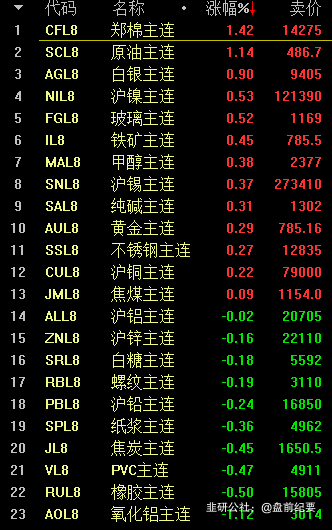 代码 名称 涨幅%↓ 卖价
1 CFL8 郑棉主连 1.42 14275
2 SCL8 原油主连 1.14 486.7
3 AGL8 白银主连 0.90 9405
4 NIL8 沪镍主连 0.53 121390
5 FGL8 玻璃主连 0.52 1169
6 IL8 铁矿主连 0.45 785.5
7 MAL8 甲醇主连 0.38 2377
8 SNL8 沪锡主连 0.37 273410
9 SAL8 纯碱主连 0.31 1302
10 AUL8 黄金主连 0.29 785.16
11 SSL8 不锈钢主连 0.27 12835
12 CUL8 沪铜主连 0.22 79000
13 JML8 焦煤主连 0.09 1154.0
14 ALL8 沪铝主连 -0.02 20705
15 ZNL8 沪锌主连 -0.16 22110
16 SRL8 白糖主连 -0.18 5592
17 RBL8 螺纹主连 -0.19 3110
18 PBL8 沪铅主连 -0.24 16850
19 SPL8 纸浆主连 -0.36 4962
20 JL8 焦炭主连 -0.45 1650.5
21 VL8 PVC主连 -0.47 4911
22 RUL8 橡胶主连 -0.50 15805
23 AOL8 氧化铝主连 -1.12
韭研公社：@盘前纪要